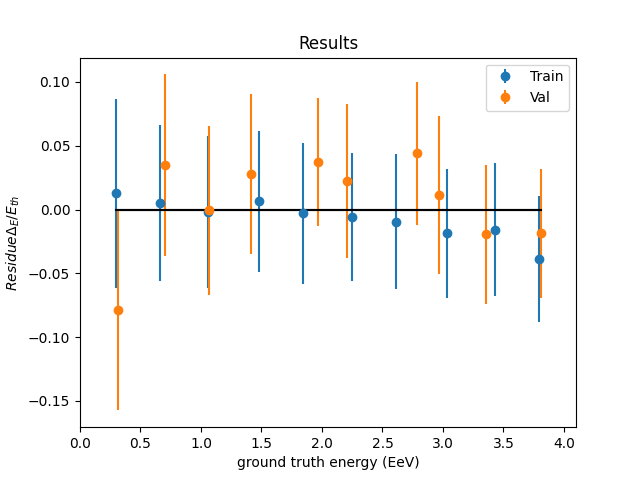 Results
Train
Val
0.10
0.05
0.00
−0.05
−0.10
−0.15
ResidueΔ_E/E_th
0.0 0.5 1.0 1.5 2.0 2.5 3.0 3.5 4.0
ground truth energy (EeV)